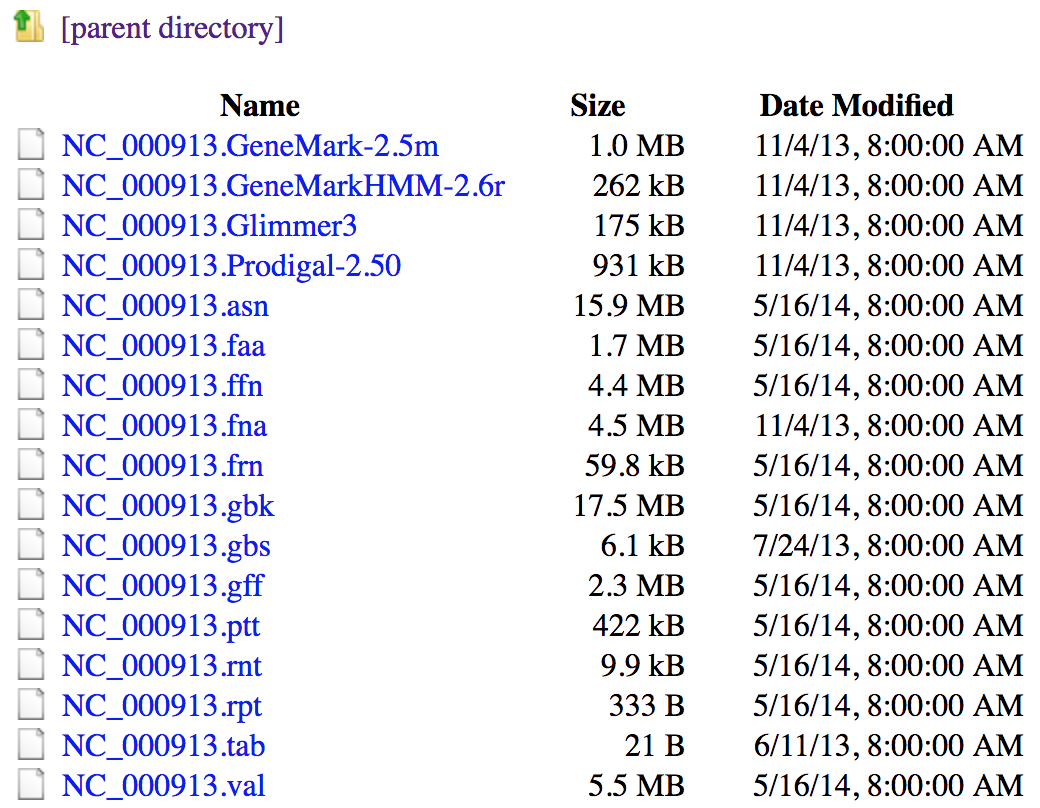 [parent directory]
Name Size Date Modified
NC_000913.GeneMark-2.5m 1.0 MB 11/4/13, 8:00:00 AM
NC_000913.GeneMarkHMM-2.6r 262 kB 11/4/13, 8:00:00 AM
NC_000913.Glimmer3 175 kB 11/4/13, 8:00:00 AM
NC_000913.Prodigal-2.50 931 kB 11/4/13, 8:00:00 AM
NC_000913.asn 15.9 MB 5/16/14, 8:00:00 AM
NC_000913.faa 1.7 MB 5/16/14, 8:00:00 AM
NC_000913.ffn 4.4 MB 5/16/14, 8:00:00 AM
NC_000913.fna 4.5 MB 11/4/13, 8:00:00 AM
NC_000913.frn 59.8 kB 5/16/14, 8:00:00 AM
NC_000913.gbk 17.5 MB 5/16/14, 8:00:00 AM
NC_000913.gbs 6.1 kB 7/24/13, 8:00:00 AM
NC_000913.gff 2.3 MB 5/16/14, 8:00:00 AM
NC_000913.ptt 422 kB 5/16/14, 8:00:00 AM
NC_000913.rnt 9.9 kB 5/16/14, 8:00:00 AM
NC_000913.rpt 333 B 5/16/14, 8:00:00 AM
NC_000913.tab 21 B 6/11/13, 8:00:00 AM
NC_000913.val 5.5 MB 5/16/14, 8:00:00 AM